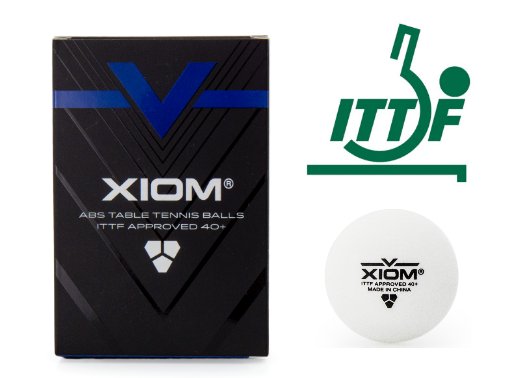 XIOM®
ABS TABLE TENNIS BALLS
ITTF APPROVED 40+
ITTF
XIOM®
ITTF APPROVED 40+
MADE IN CHINA